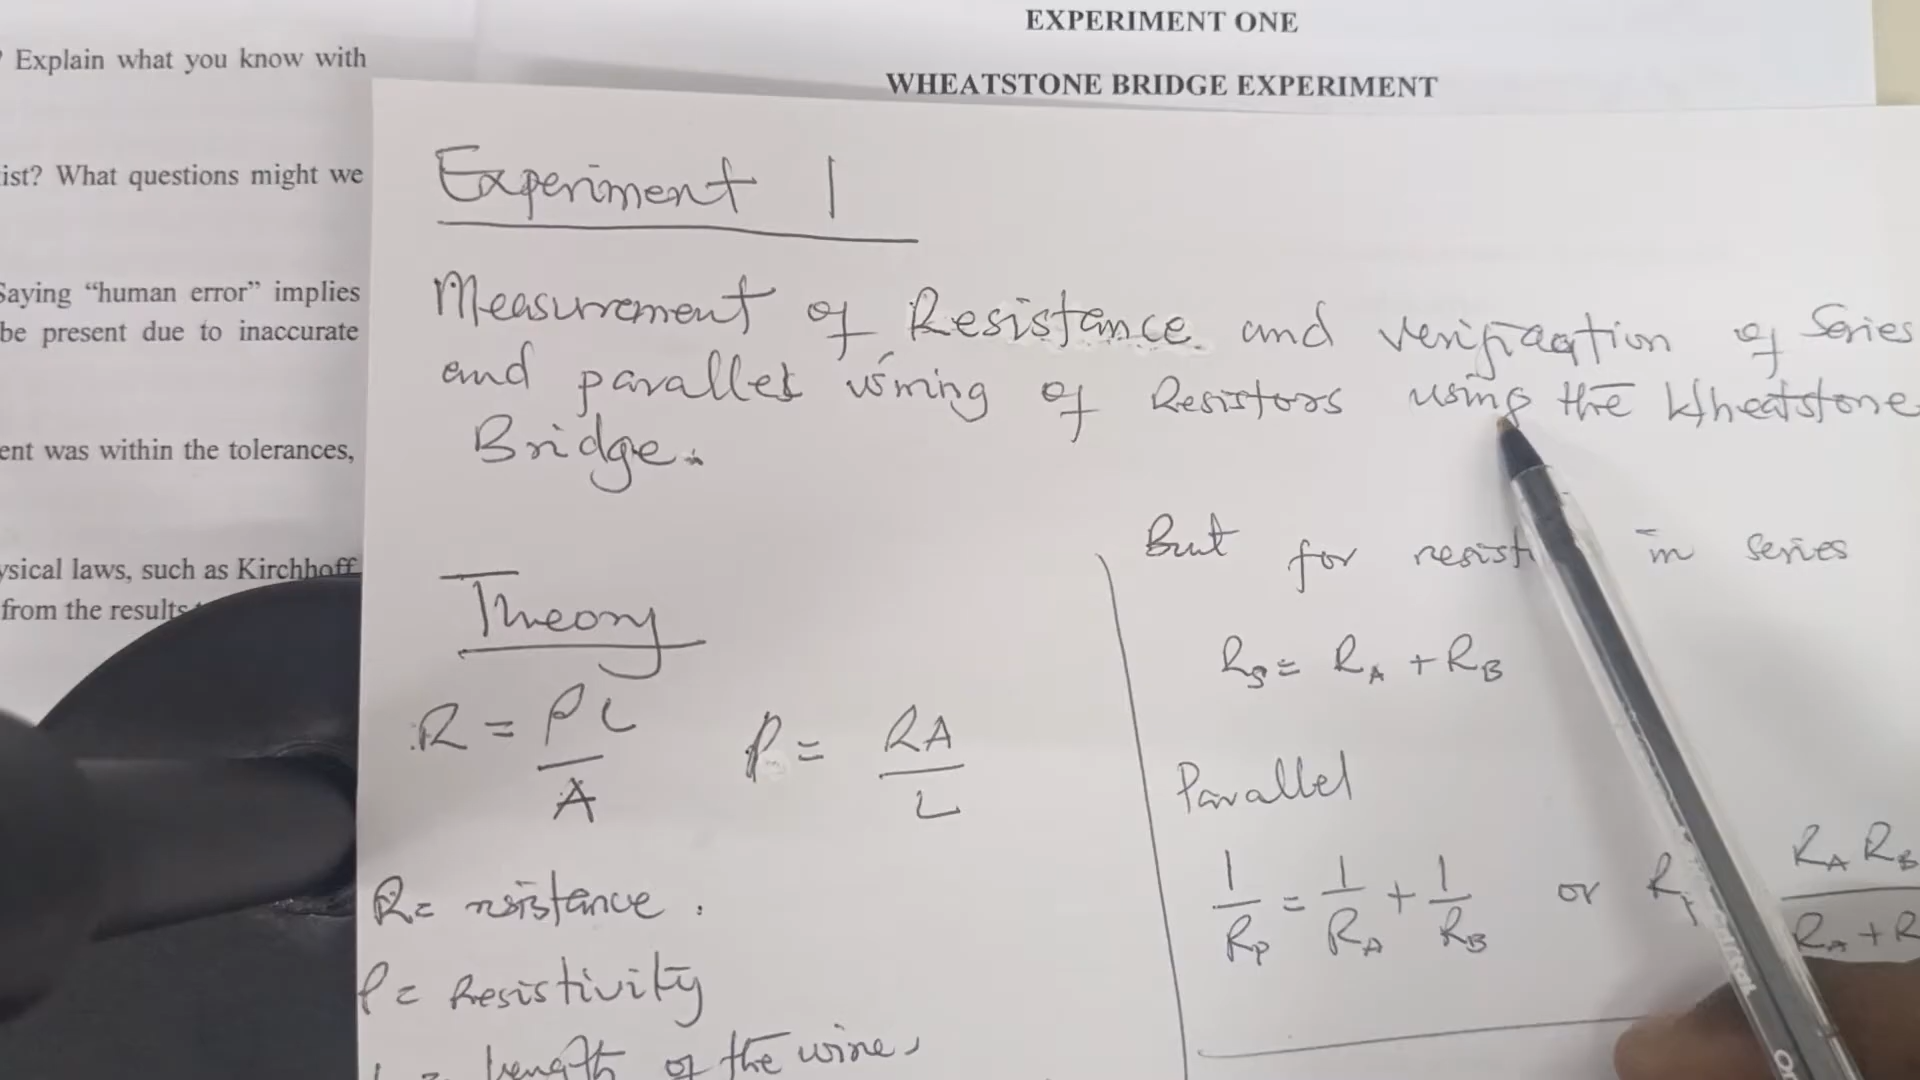 EXPERIMENT ONE
WHEATSTONE BRIDGE EXPERIMENT
? Explain what you know with
ist? What questions might we
Saying “human error” implies
be present due to inaccurate
ent was within the tolerances,
ysical laws, such as Kirchhoff
from the results
Experiment 1
Measurement of Resistance and verification of Series
and parallel wiring of Resistors using the Wheatstone
Bridge.
Theory
R = ρL / A
ρ = RA / L
R = resistance.
ρ = Resistivity
length of the wire,
But for resist in series
Rs = RA + RB
Parallel
1/RP = 1/RA + 1/RB or R RA RB / RA + R